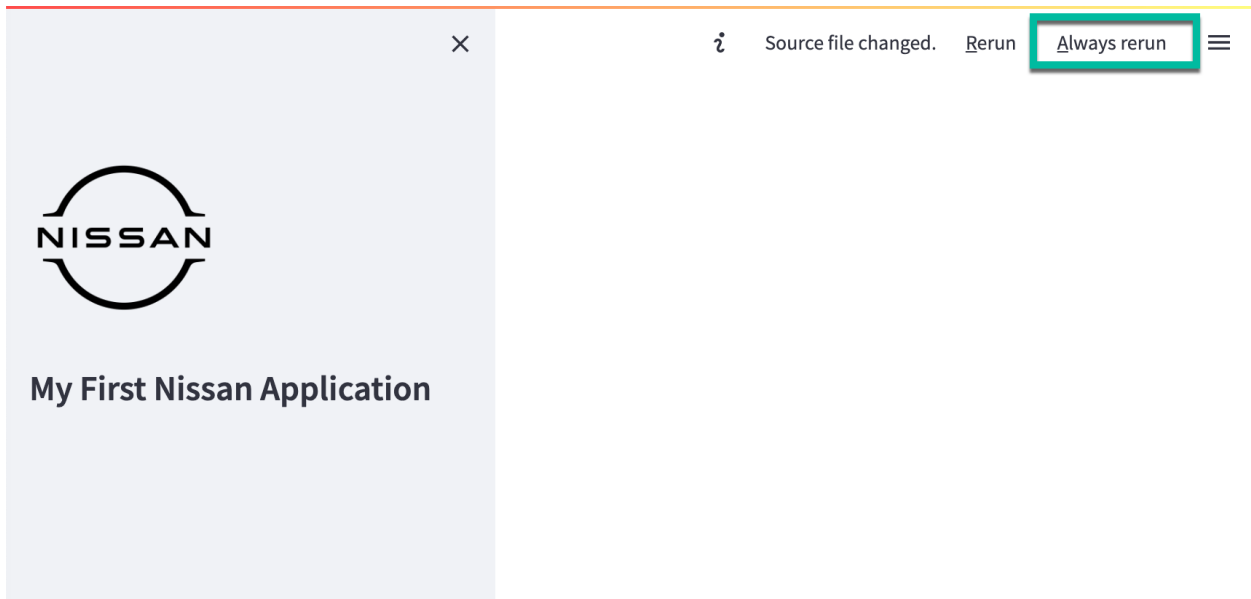 Source file changed. Rerun Always rerun
NISSAN
My First Nissan Application